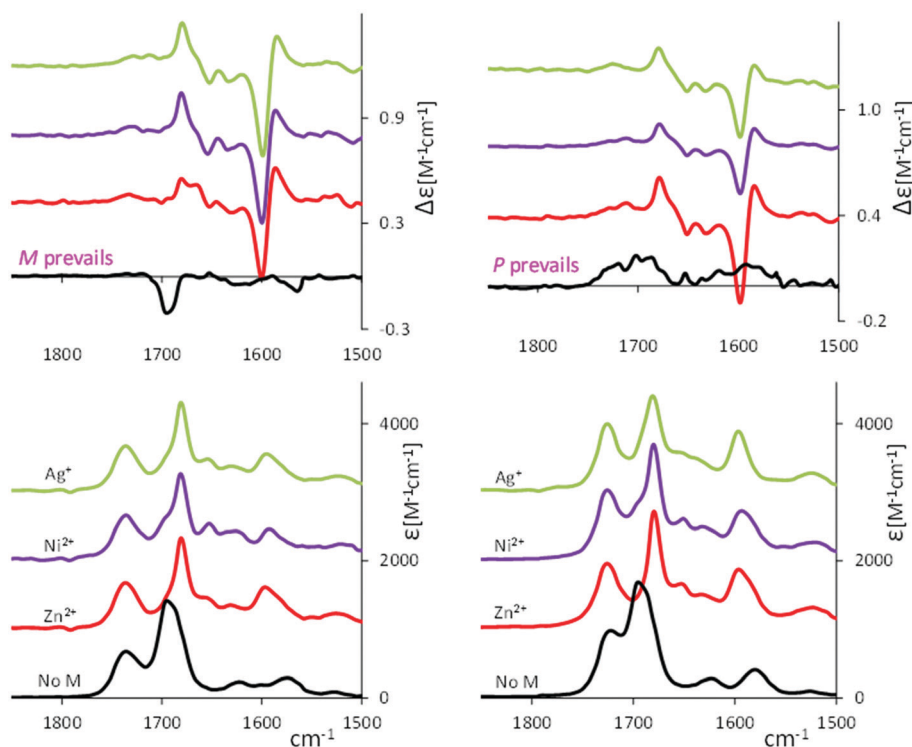 0.9
0.3
-0.3
Δε[M⁻¹cm⁻¹]
M prevails
1800
1700
1600
1500
1.0
0.4
-0.2
Δε[M⁻¹cm⁻¹]
P prevails
1800
1700
1600
1500
4000
2000
0
ε[M⁻¹cm⁻¹]
Ag⁺
Ni²⁺
Zn²⁺
No M
1800
1700
1600
1500
cm⁻¹
4000
2000
0
ε[M⁻¹cm⁻¹]
Ag⁺
Ni²⁺
Zn²⁺
No M
1800
1700
1600
1500
cm⁻¹